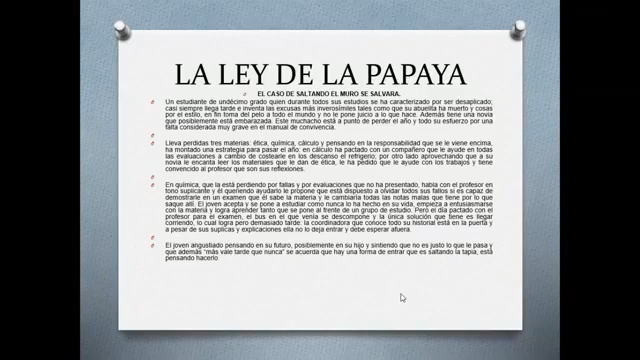 LA LEY DE LA PAPAYA
EL CASO DE SALTANDO EL MURO SE SALVARA.
Un estudiante de undécimo grado quien durante todos sus estudios se ha caracterizado por ser desaplicado;
casi siempre llega tarde e inventa las excusas más inverosímiles tales como que su abuelita ha muerto y cosas
por el estilo, en fin toma del pelo a todo el mundo y no le pone juicio a lo que hace. Además tiene una novia
que posiblemente está embarazada. Este muchacho está a punto de perder el año y todo su esfuerzo por una
falta considerada muy grave en el manual de convivencia.
Lleva perdidas tres materias: ética, química, cálculo y pensando en la responsabilidad que se le viene encima,
ha montado una estrategia para pasar el año, en cálculo ha pactado con un compañero que le ayude en todas
las evaluaciones a cambio de costearle en los descanso el refrigerio; por otro lado aprovechando que a su
novia le encanta leer los materiales que le dan de ética, le ha pedido que le ayude con los trabajos y tiene
convencido al profesor que son sus reflexiones.
En química, que la está perdiendo por fallas y por evaluaciones que no ha presentado, habla con el profesor en
tono suplicante y él queriendo ayudarlo le propone que está dispuesto a olvidar todos sus fallas si es capaz de
demostrarle en un examen que él sabe la materia y le cambiaría todas las notas malas que tiene por lo que
saque allí. El joven acepta y se pone a estudiar como nunca lo ha hecho en su vida, empieza a entusiasmarse
con la materia y logra aprender tanto que se pone al frente de un grupo de estudio. Pero el día pactado con el
profesor para el examen, el bus en el que venía se descompone y la única solución que tiene es llegar
corriendo, lo cual logra pero demasiado tarde: la coordinadora que conoce todo su historial está en la puerta y
a pesar de sus suplicas y explicaciones ella no lo deja entrar y debe esperar afuera.
El joven angustiado pensando en su futuro, posiblemente en su hijo y sintiendo que no es justo lo que le pasa y
que además "más vale tarde que nunca" se acuerda que hay una forma de entrar que es saltando la tapia, está
pensando hacerlo